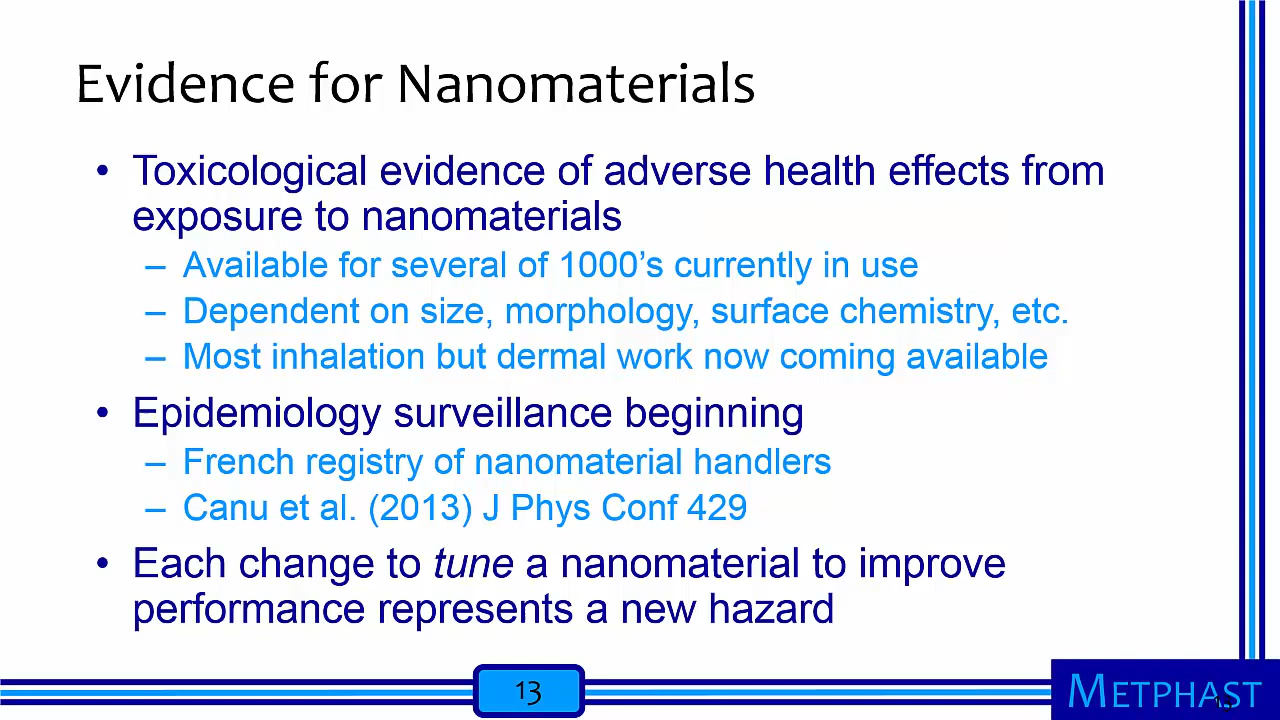 Evidence for Nanomaterials
• Toxicological evidence of adverse health effects from
exposure to nanomaterials
– Available for several of 1000’s currently in use
– Dependent on size, morphology, surface chemistry, etc.
– Most inhalation but dermal work now coming available
• Epidemiology surveillance beginning
– French registry of nanomaterial handlers
– Canu et al. (2013) J Phys Conf 429
• Each change to tune a nanomaterial to improve
performance represents a new hazard
13
METPHAST